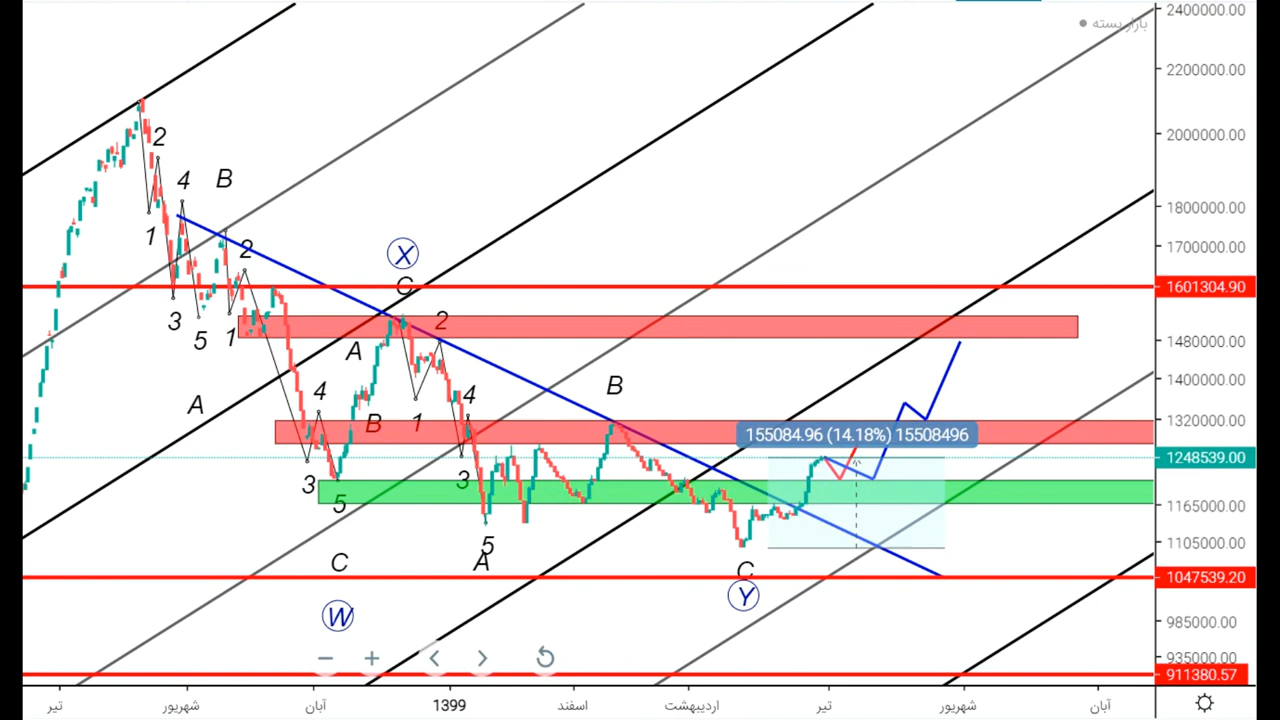 2400000.00
بازار بسته
2200000.00
2000000.00
2
4
B
1800000.00
1
2
1700000.00
X
C
1601304.90
3
5
1
2
1480000.00
A
1400000.00
4
4
B
A
B
1
1320000.00
155084.96 (14.18%) 15508496
1248539.00
3
5
3
1165000.00
5
A
1105000.00
C
C
1047539.20
W
Y
985000.00
935000.00
911380.57
تیر
شهریور
آبان
1399
اسفند
اردیبهشت
تیر
شهریور
آبان